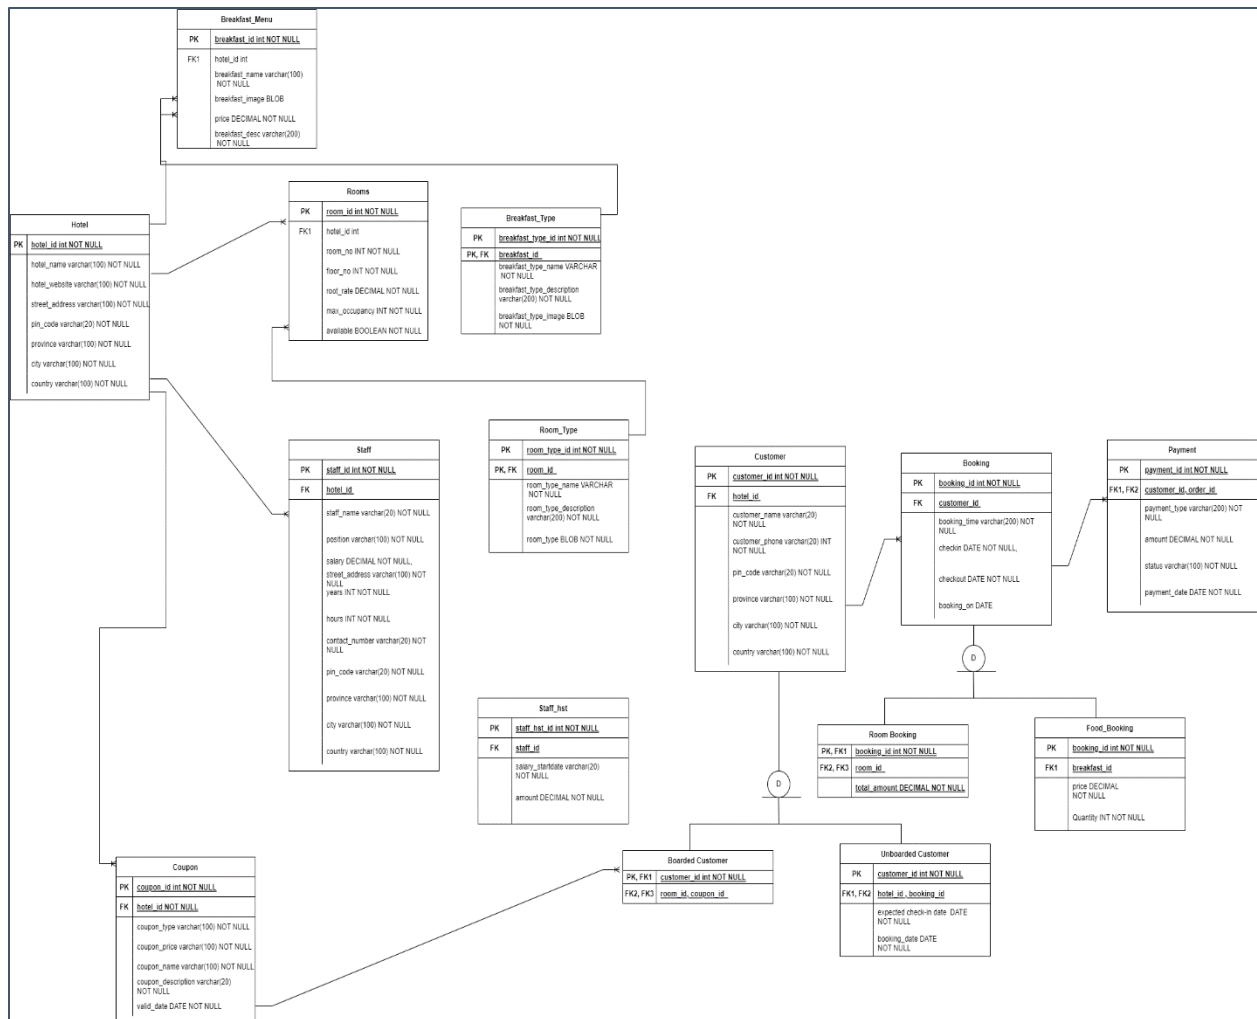 Breakfast_Menu
PK breakfast_id int NOT NULL
FK1 hotel_id int
breakfast_name varchar(100)
NOT NULL
breakfast_image BLOB
price DECIMAL NOT NULL
breakfast_desc varchar(200)
NOT NULL
Rooms
PK room_id int NOT NULL
FK1 hotel_id int
room_no INT NOT NULL
floor_no INT NOT NULL
root_rate DECIMAL NOT NULL
max_occupancy INT NOT NULL
available BOOLEAN NOT NULL
Breakfast_Type
PK breakfast_type_id int NOT NULL
PK, FK breakfast_id
breakfast_type_name VARCHAR
NOT NULL
breakfast_type_description
varchar(200) NOT NULL
breakfast_type_image BLOB
NOT NULL
Hotel
PK hotel_id int NOT NULL
hotel_name varchar(100) NOT NULL
hotel_website varchar(100) NOT NULL
street_address varchar(100) NOT NULL
pin_code varchar(20) NOT NULL
province varchar(100) NOT NULL
city varchar(100) NOT NULL
country varchar(100) NOT NULL
Staff
PK staff_id int NOT NULL
FK hotel_id
staff_name varchar(20) NOT NULL
position varchar(100) NOT NULL
salary DECIMAL NOT NULL,
street_address varchar(100) NOT
NULL
years INT NOT NULL
hours INT NOT NULL
contact_number varchar(20) NOT
NULL
pin_code varchar(20) NOT NULL
province varchar(100) NOT NULL
city varchar(100) NOT NULL
country varchar(100) NOT NULL
Room_Type
PK room_type_id int NOT NULL
PK, FK room_id
room_type_name VARCHAR
NOT NULL
room_type_description
varchar(200) NOT NULL
room_type BLOB NOT NULL
Customer
PK customer_id int NOT NULL
FK hotel_id
customer_name varchar(20)
NOT NULL
customer_phone varchar(20) INT
NOT NULL
pin_code varchar(20) NOT NULL
province varchar(100) NOT NULL
city varchar(100) NOT NULL
country varchar(100) NOT NULL
Booking
PK booking_id int NOT NULL
FK customer_id
booking_time varchar(200) NOT
NULL
checkin DATE NOT NULL,
checkout DATE NOT NULL
booking_on DATE
Payment
PK payment_id int NOT NULL
FK1, FK2 customer_id, order_id
payment_type varchar(200) NOT
NULL
amount DECIMAL NOT NULL
status varchar(100) NOT NULL
payment_date DATE NOT NULL
D
Staff_hst
PK staff_hst_id int NOT NULL
FK staff_id
salary_startdate varchar(20)
NOT NULL
amount DECIMAL NOT NULL
Room Booking
PK, FK1 booking_id int NOT NULL
FK2, FK3 room_id
total_amount DECIMAL NOT NULL
Food_Booking
PK booking_id int NOT NULL
FK1 breakfast_id
price DECIMAL
NOT NULL
Quantity INT NOT NULL
D
Coupon
PK coupon_id int NOT NULL
FK hotel_id NOT NULL
coupon_type varchar(100) NOT NULL
coupon_price varchar(100) NOT NULL
coupon_name varchar(100) NOT NULL
coupon_description varchar(20)
NOT NULL
valid_date DATE NOT NULL
Boarded Customer
PK, FK1 customer_id int NOT NULL
FK2, FK3 room_id, coupon_id
Unboarded Customer
PK customer_id int NOT NULL
FK1, FK2 hotel_id , booking_id
expected check-in date DATE
NOT NULL
booking_date DATE
NOT NULL